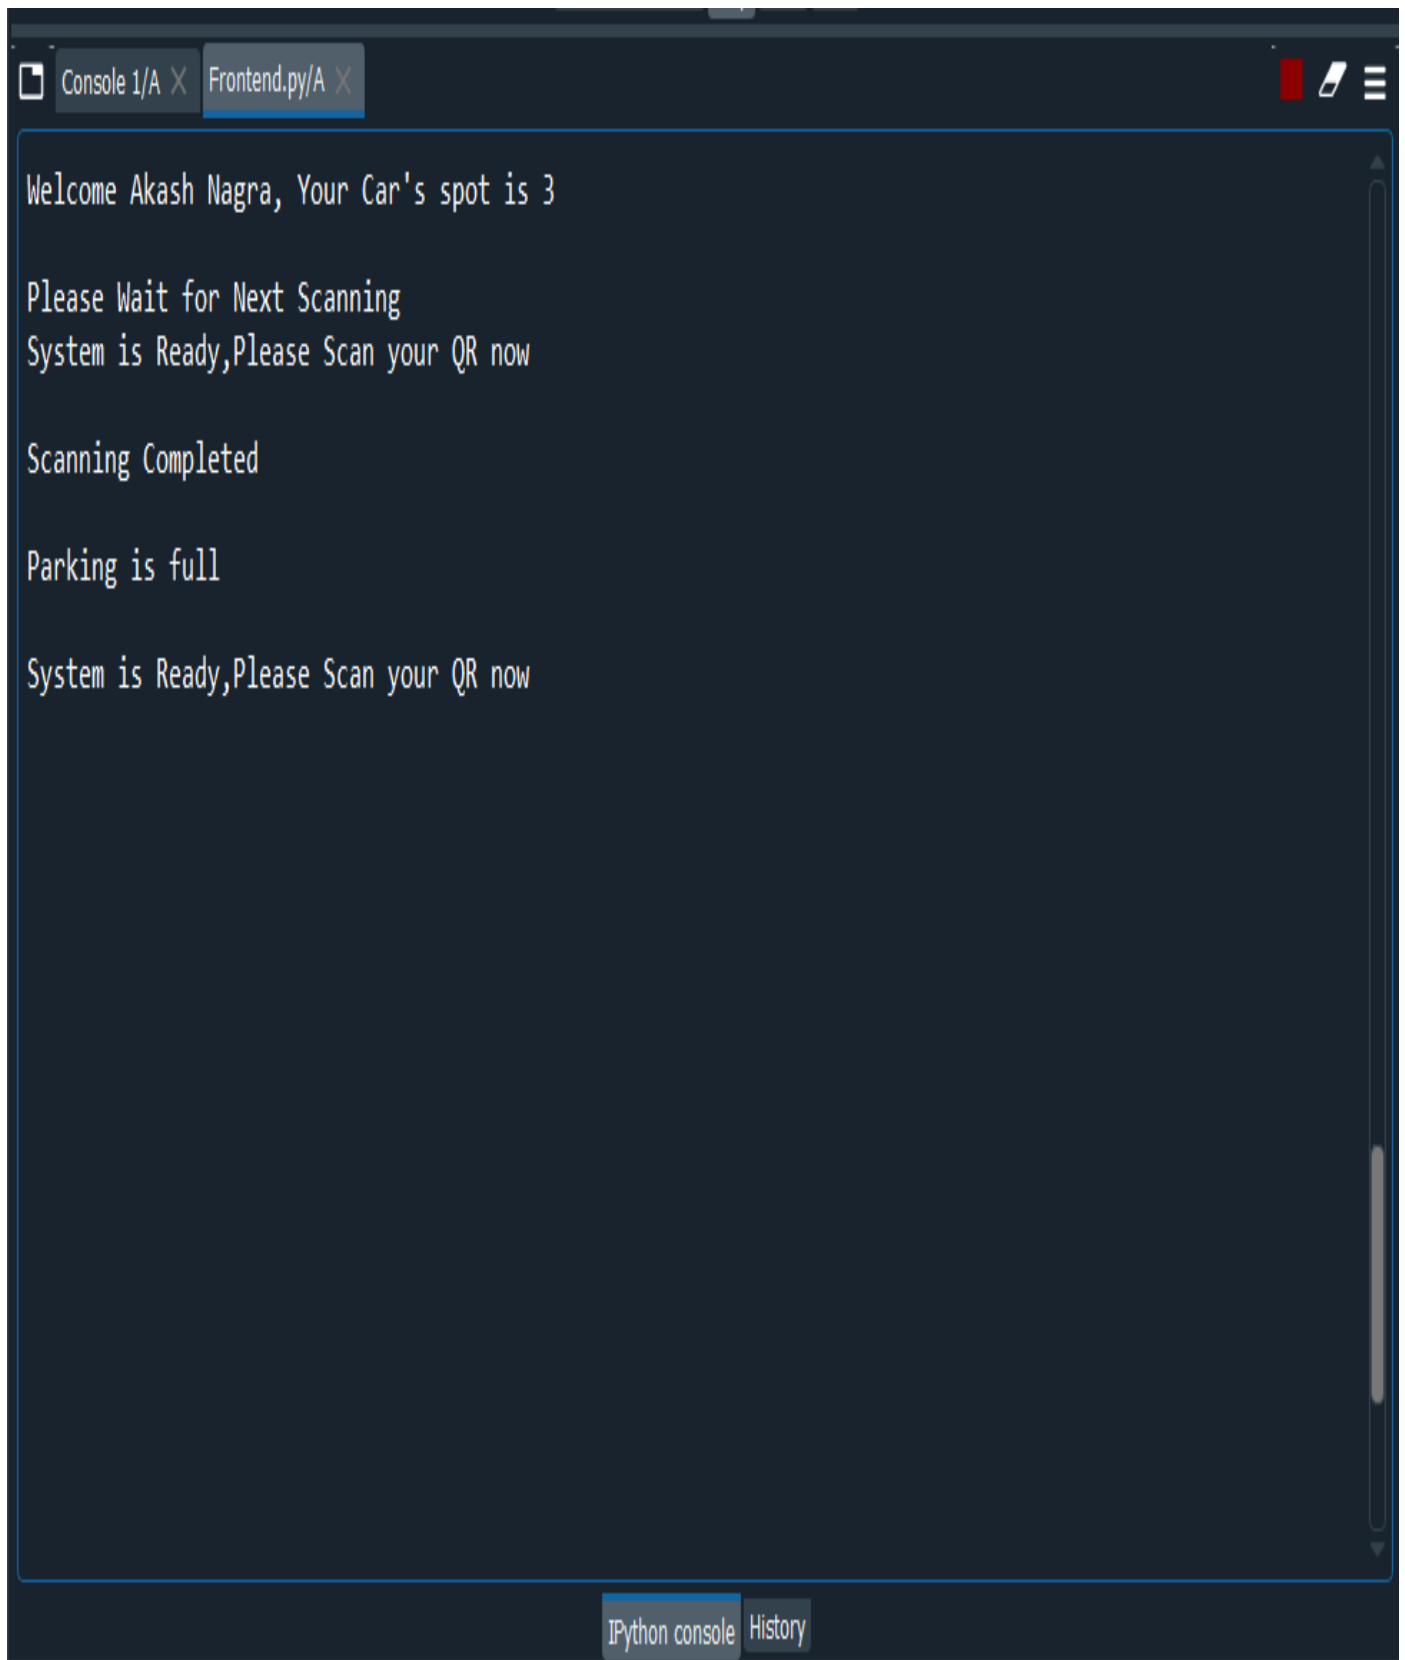 Console 1/A
Frontend.py/A
Welcome Akash Nagra, Your Car's spot is 3
Please Wait for Next Scanning
System is Ready,Please Scan your QR now
Scanning Completed
Parking is full
System is Ready,Please Scan your QR now
IPython console
History